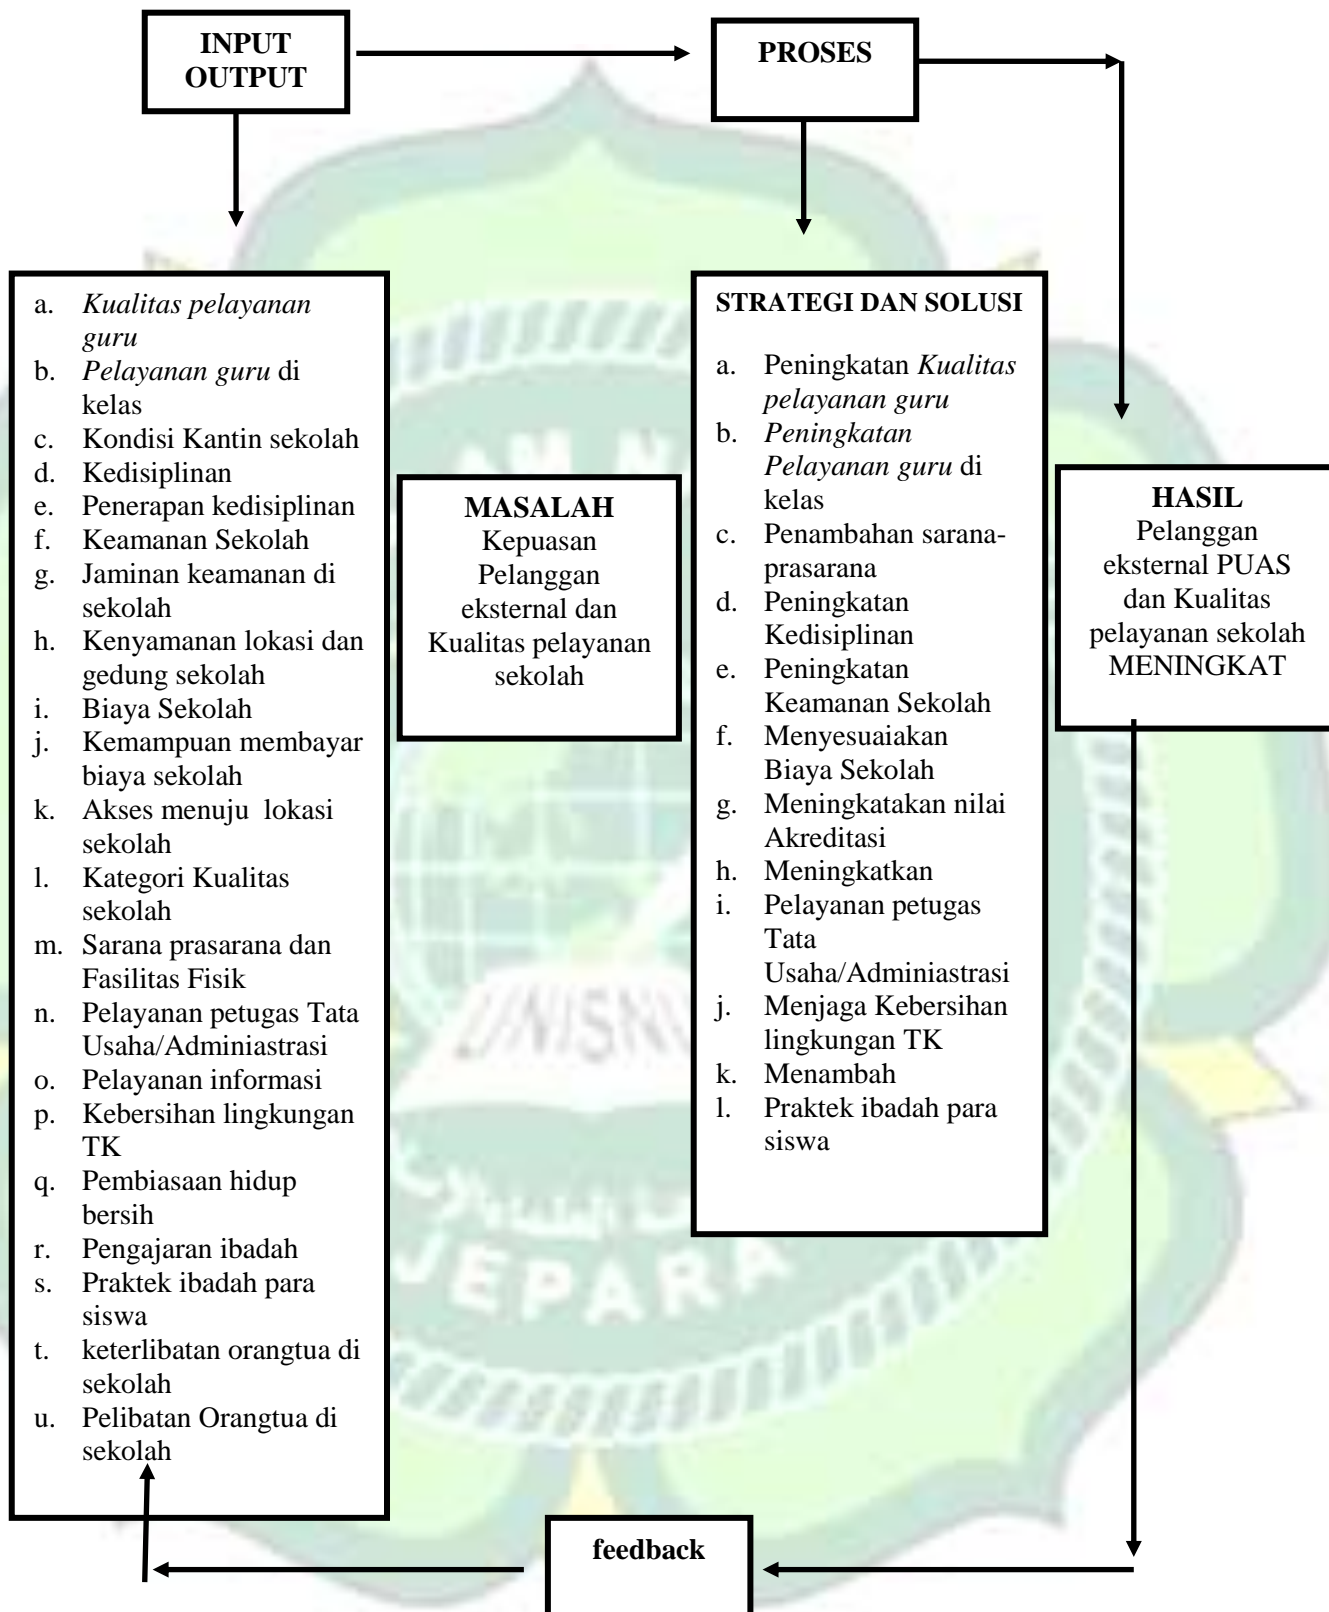 INPUT
OUTPUT
PROSES
a. Kualitas pelayanan
guru
b. Pelayanan guru di
kelas
c. Kondisi Kantin sekolah
d. Kedisiplinan
e. Penerapan kedisiplinan
f. Keamanan Sekolah
g. Jaminan keamanan di
sekolah
h. Kenyamanan lokasi dan
gedung sekolah
i. Biaya Sekolah
j. Kemampuan membayar
biaya sekolah
k. Akses menuju lokasi
sekolah
l. Kategori Kualitas
sekolah
m. Sarana prasarana dan
Fasilitas Fisik
n. Pelayanan petugas Tata
Usaha/Adminiastrasi
o. Pelayanan informasi
p. Kebersihan lingkungan
TK
q. Pembiasaan hidup
bersih
r. Pengajaran ibadah
s. Praktek ibadah para
siswa
t. keterlibatan orangtua di
sekolah
u. Pelibatan Orangtua di
sekolah
MASALAH
Kepuasan
Pelanggan
eksternal dan
Kualitas pelayanan
sekolah
STRATEGI DAN SOLUSI
a. Peningkatan Kualitas
pelayanan guru
b. Peningkatan
Pelayanan guru di
kelas
c. Penambahan sarana-
prasarana
d. Peningkatan
Kedisiplinan
e. Peningkatan
Keamanan Sekolah
f. Menyesuaiakan
Biaya Sekolah
g. Meningkatakan nilai
Akreditasi
h. Meningkatkan
i. Pelayanan petugas
Tata
Usaha/Adminiastrasi
j. Menjaga Kebersihan
lingkungan TK
k. Menambah
l. Praktek ibadah para
siswa
HASIL
Pelanggan
eksternal PUAS
dan Kualitas
pelayanan sekolah
MENINGKAT
feedback
UNISNU
JEPARA